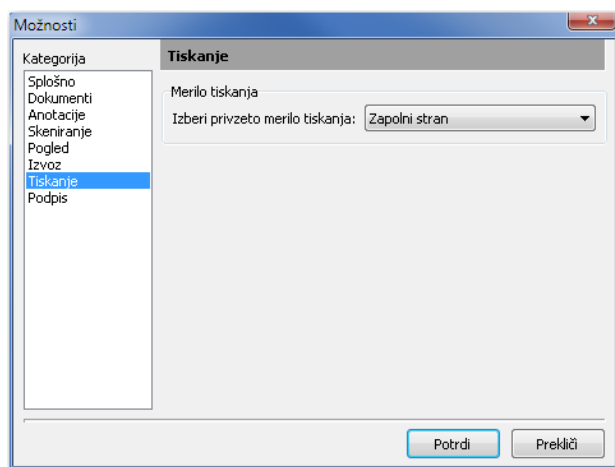 Možnosti
Kategorija
Splošno
Dokumenti
Anotacije
Skeniranje
Pogled
Izvoz
Tiskanje
Podpis
Tiskanje
Merilo tiskanja
Izberi privzeto merilo tiskanja: Zapolni stran
Potrdi Prekliči